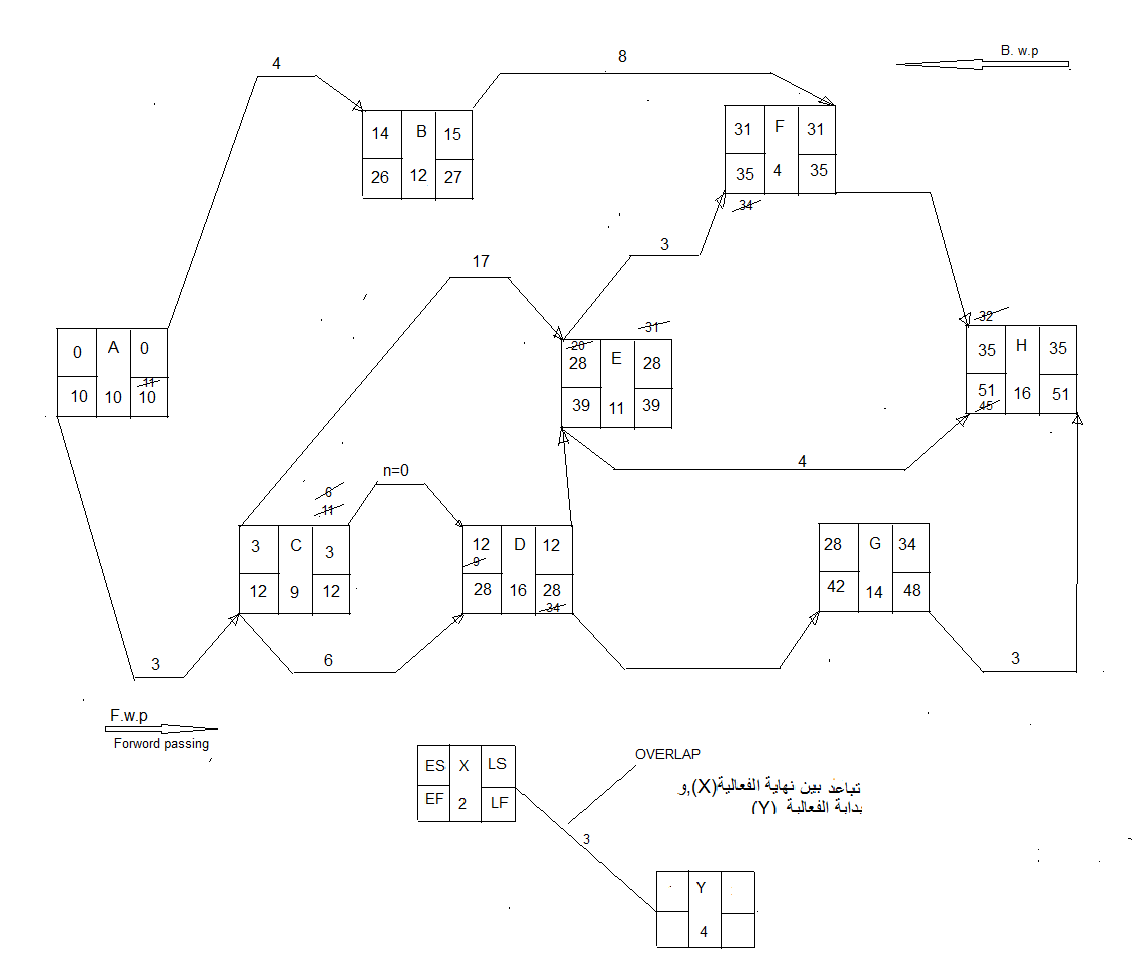 B. w.p
4
8
14 B 15
26 12 27
31 F 31
35 4 35
34
3
17
0 A 0
11
10 10 10
31
20
28 E 28
39 11 39
32
35 H 35
51 16 51
45
4
n=0
6
11
3 C 3
12 9 12
12 D 12
9
28 16 28
34
28 G 34
42 14 48
3
6
3
F.w.p
Forword passing
ES X LS
EF 2 LF
OVERLAP
تباعد بين نهاية الفعالية(X),و
بداية الفعالية (Y)
3
Y
4